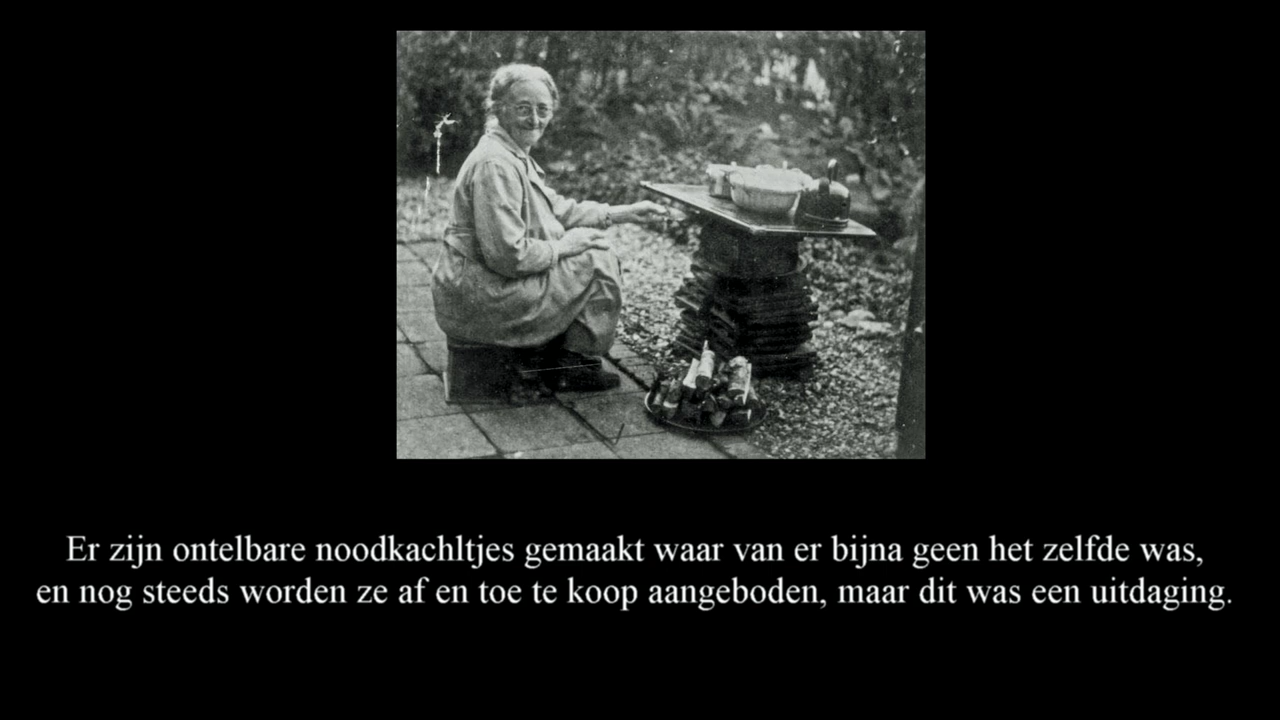 Er zijn ontelbare noodkachltjes gemaakt waar van er bijna geen het zelfde was,
en nog steeds worden ze af en toe te koop aangeboden, maar dit was een uitdaging.